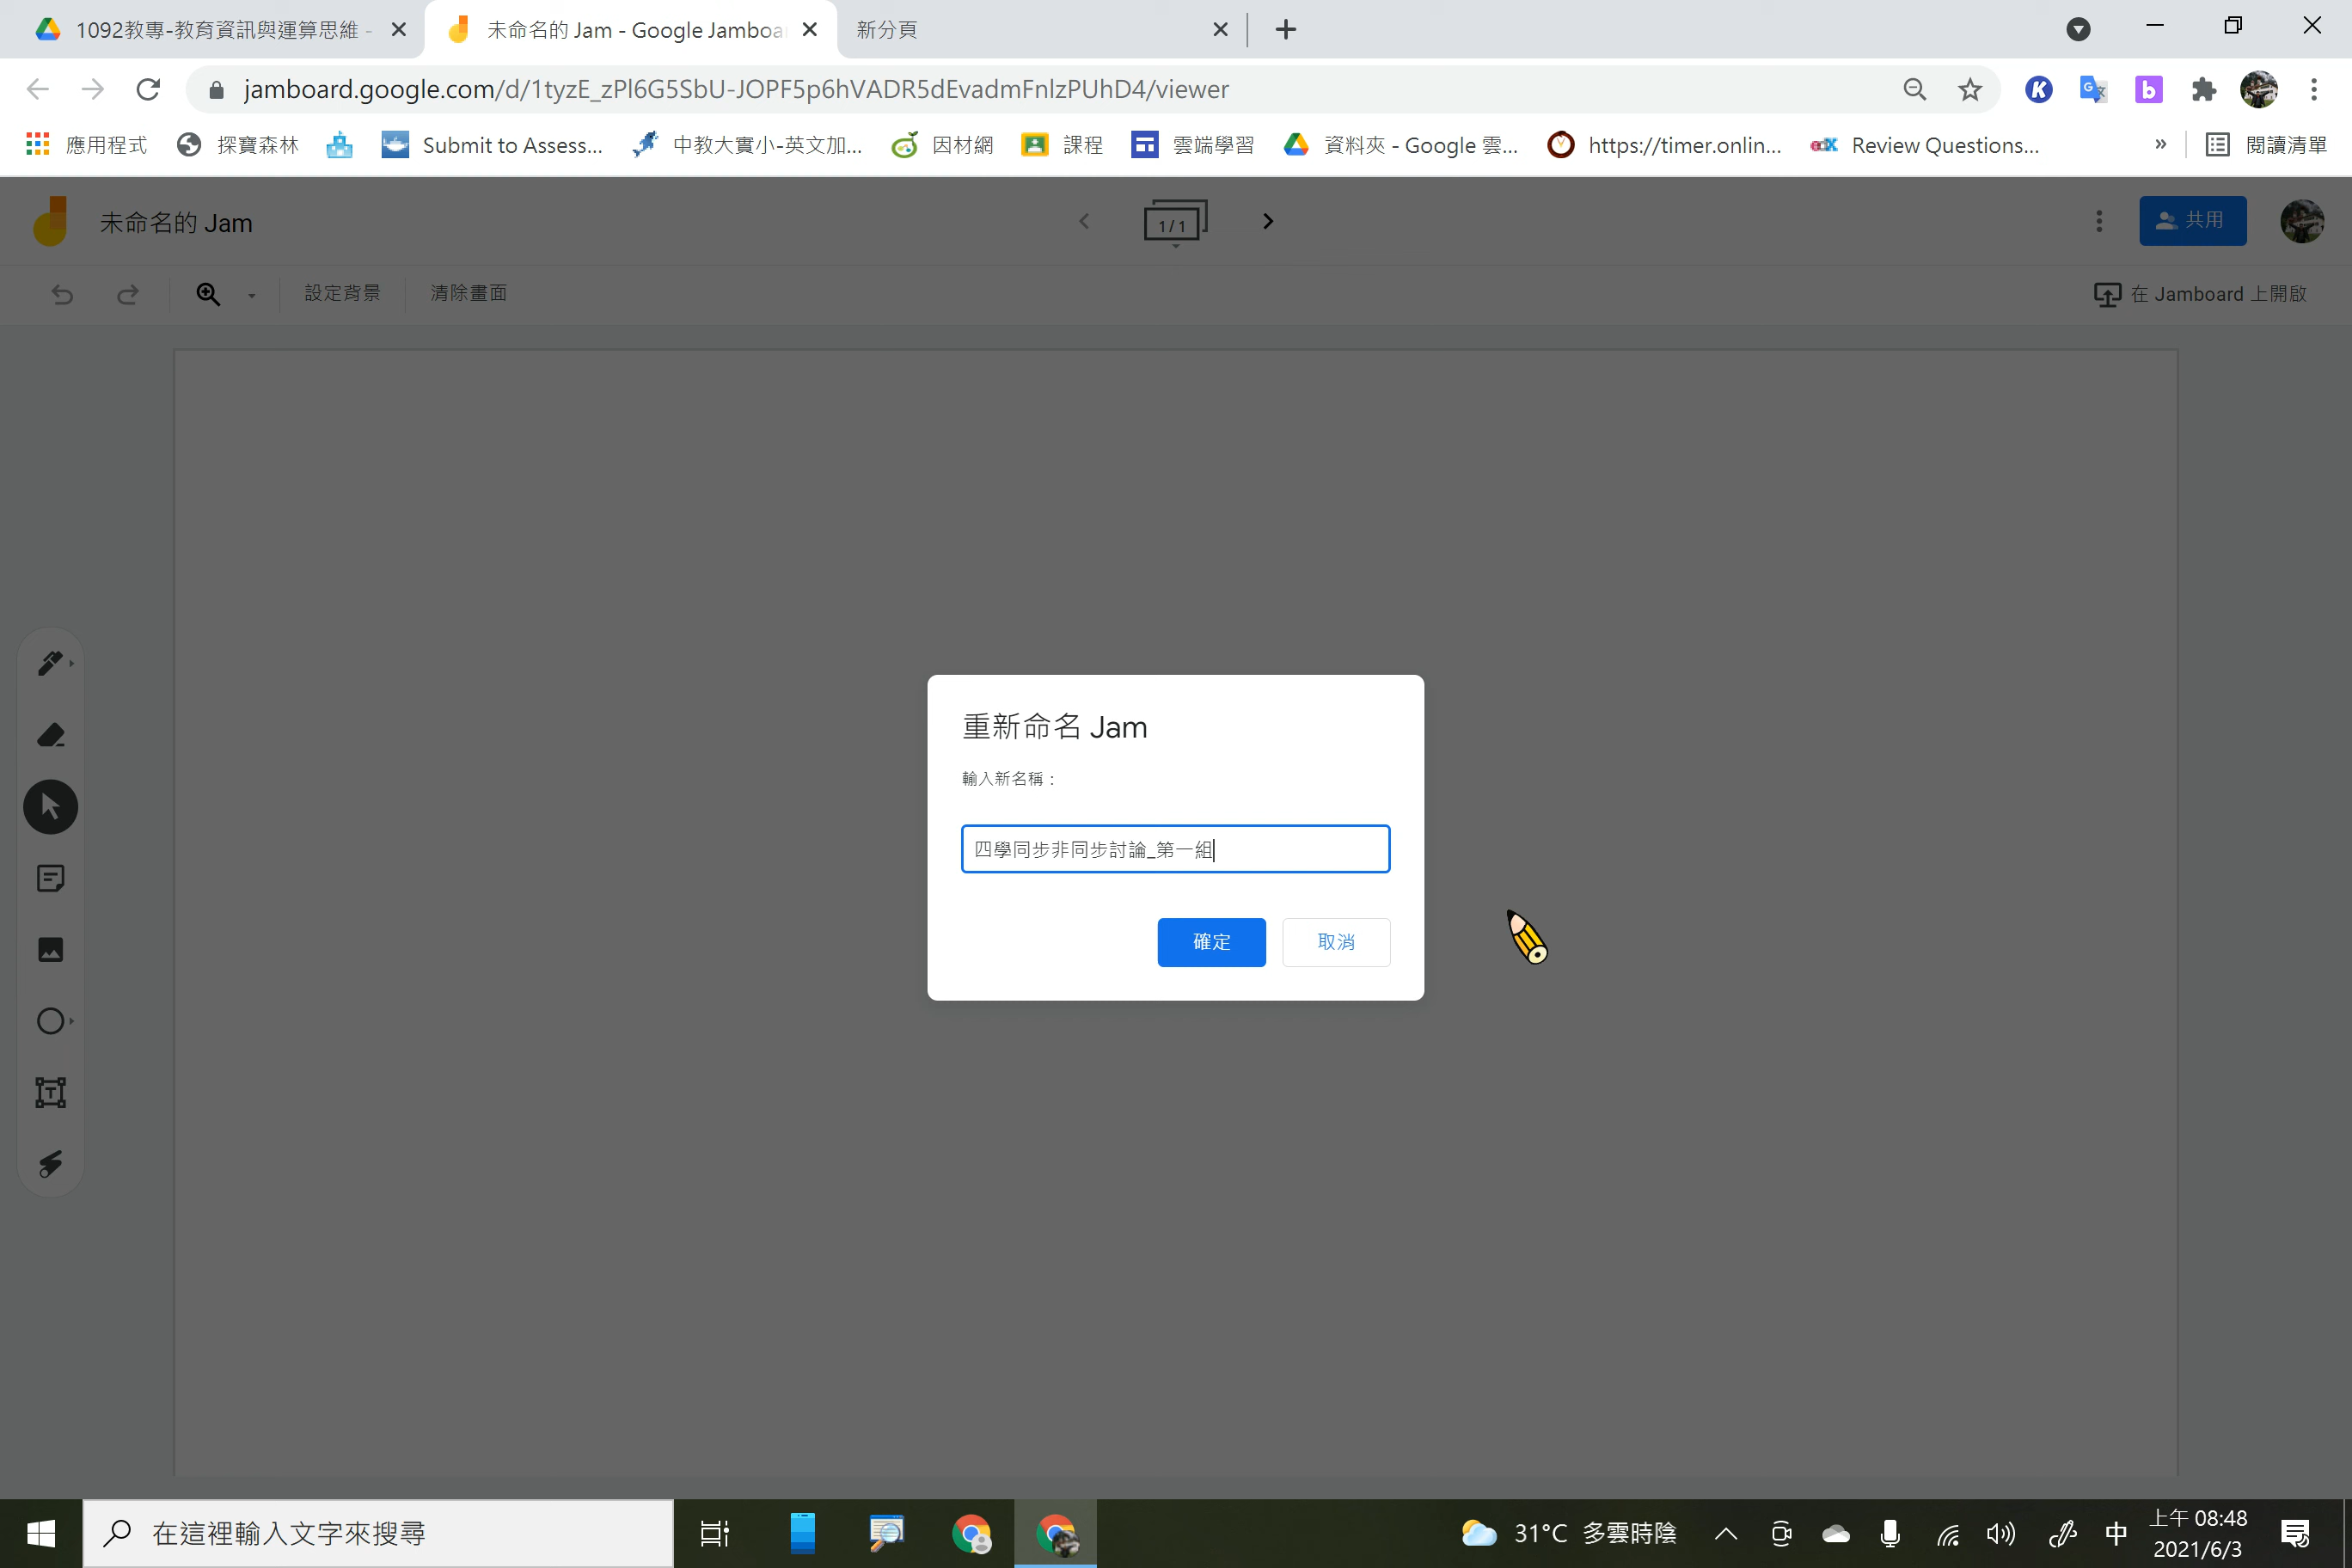 1092教專-教育資訊與運算思維 -
未命名的 Jam - Google Jamboa
新分頁
jamboard.google.com/d/1tyzE_zPl6G5SbU-JOPF5p6hVADR5dEvadmFnlzPUhD4/viewer
應用程式 探寶森林 Submit to Assess... 中教大實小-英文加... 因材網 課程 雲端學習 資料夾 - Google 雲... https://timer.onlin... edX Review Questions... » 閱讀清單
未命名的 Jam
1 / 1
共用
設定背景 清除畫面
在 Jamboard 上開啟
重新命名 Jam
輸入新名稱：
四學同步非同步討論_第一組
確定 取消
在這裡輸入文字來搜尋
31°C 多雲時陰
中
上午 08:48
2021/6/3